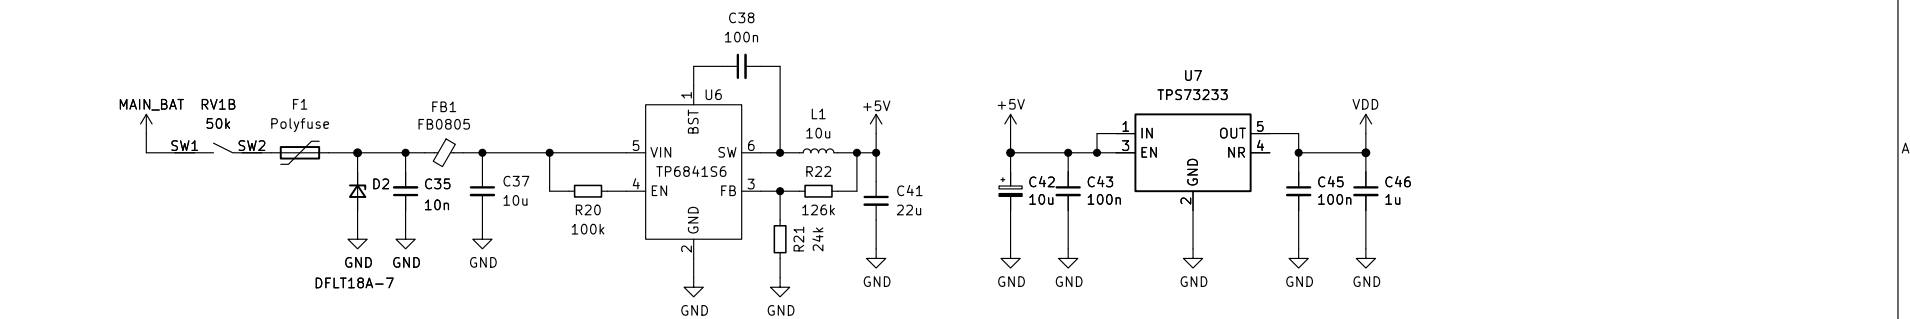 C38
100n
MAIN_BAT
RV1B
50k
SW1
SW2
F1
Polyfuse
D2
GND
DFLT18A-7
C35
10n
GND
FB1
FB0805
C37
10u
GND
R20
100k
U6
1
BST
5
VIN
SW
6
TP6841S6
4
EN
FB
3
GND
2
GND
L1
10u
R22
126k
R21
24k
GND
+5V
C41
22u
GND
+5V
+
C42
10u
GND
C43
100n
GND
U7
TPS73233
1
IN
OUT
5
3
EN
NR
4
GND
2
GND
C45
100n
GND
VDD
C46
1u
GND
A